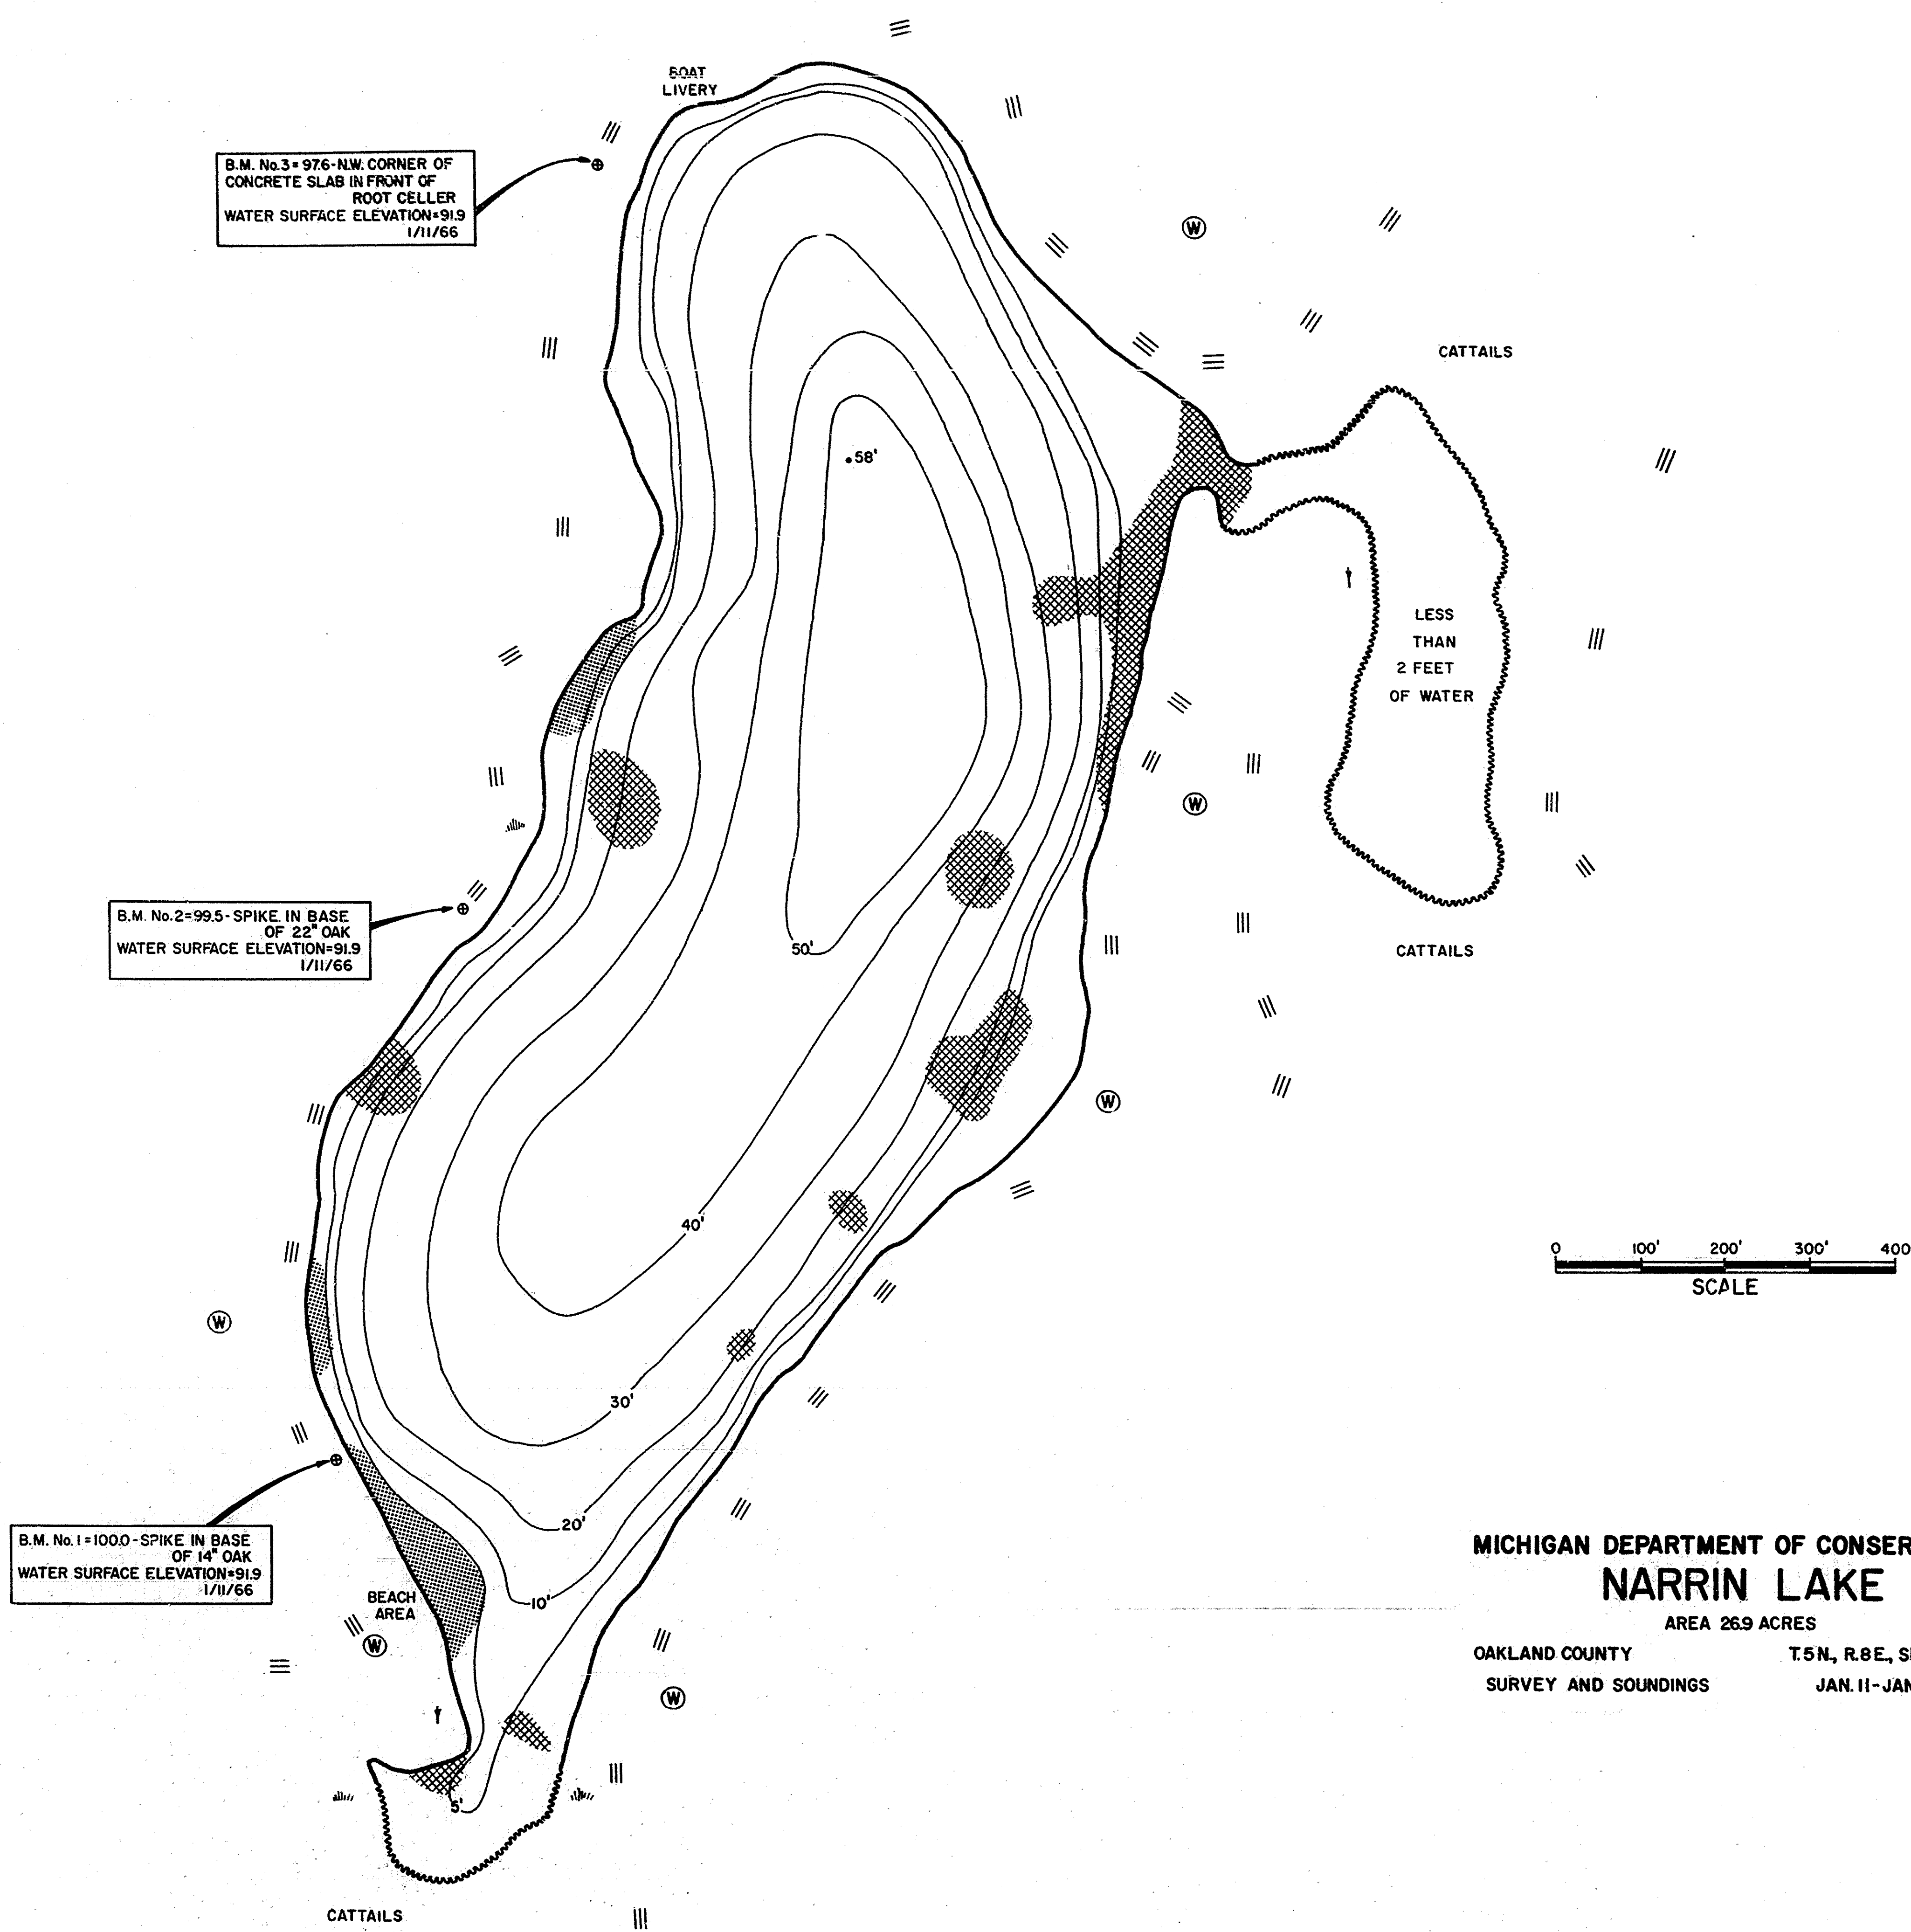 BOAT
LIVERY
B.M. No.3 = 97.6-N.W. CORNER OF
CONCRETE SLAB IN FRONT OF
ROOT CELLER
WATER SURFACE ELEVATION=91.9
1/11/66
W
CATTAILS
58'
LESS
THAN
2 FEET
OF WATER
W
B.M. No.2=99.5-SPIKE. IN BASE
OF 22" OAK
WATER SURFACE ELEVATION=91.9
1/11/66
50'
CATTAILS
W
40'
0 100' 200' 300' 400
SCALE
W
30'
20'
B.M. No.1=100.0-SPIKE IN BASE
OF 14" OAK
WATER SURFACE ELEVATION=91.9
1/11/66
10'
BEACH
AREA
W
W
5'
CATTAILS
MICHIGAN DEPARTMENT OF CONSER
NARRIN LAKE
AREA 26.9 ACRES
OAKLAND COUNTY T.5N., R.8E., S
SURVEY AND SOUNDINGS JAN.11-JAN